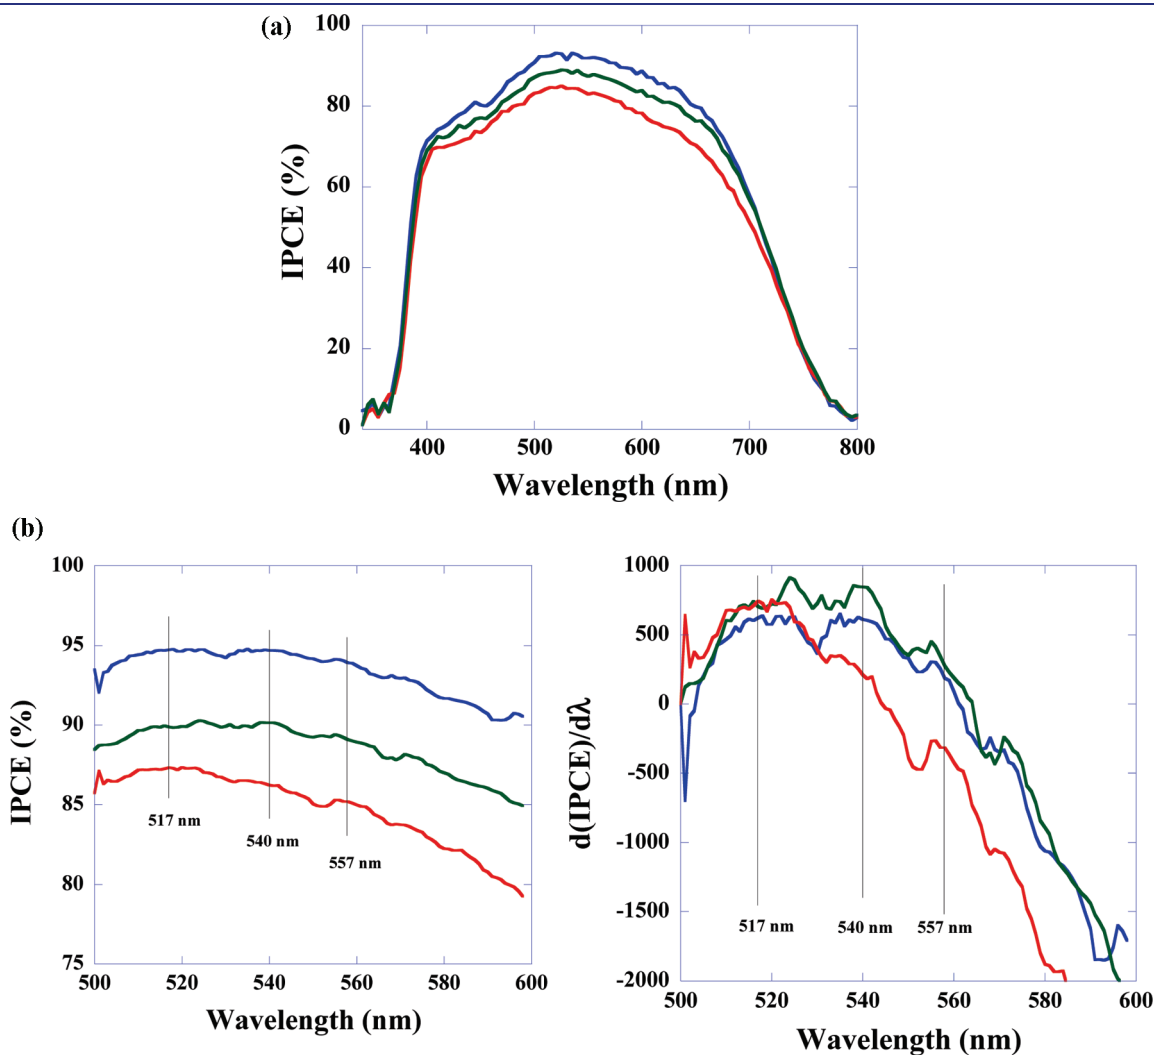 (a)
100
80
60
40
20
0
IPCE (%)
400 500 600 700 800
Wavelength (nm)
(b)
100
95
90
85
80
75
IPCE (%)
517 nm
540 nm
557 nm
500 520 540 560 580 600
Wavelength (nm)
1000
500
0
-500
-1000
-1500
-2000
d(IPCE)/dλ
517 nm 540 nm 557 nm
500 520 540 560 580 600
Wavelength (nm)